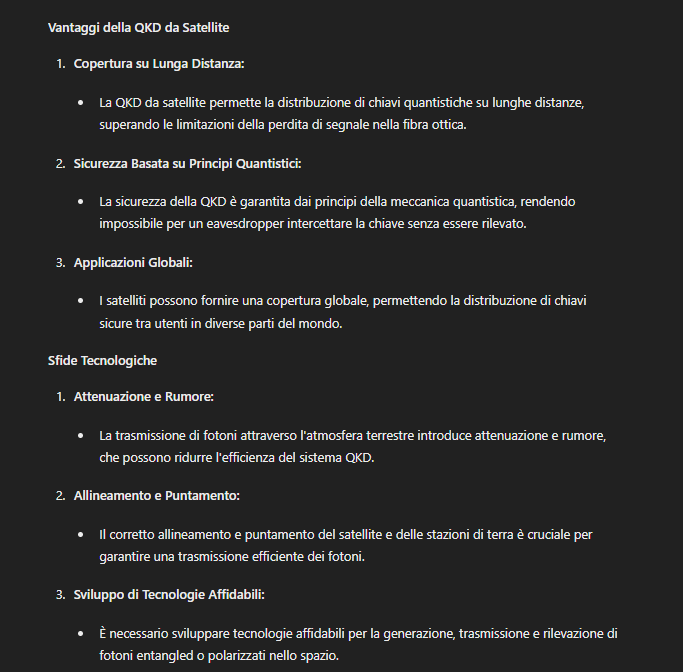 Vantaggi della QKD da Satellite
1. Copertura su Lunga Distanza:
• La QKD da satellite permette la distribuzione di chiavi quantistiche su lunghe distanze,
superando le limitazioni della perdita di segnale nella fibra ottica.
2. Sicurezza Basata su Principi Quantistici:
• La sicurezza della QKD è garantita dai principi della meccanica quantistica, rendendo
impossibile per un eavesdropper intercettare la chiave senza essere rilevato.
3. Applicazioni Globali:
• I satelliti possono fornire una copertura globale, permettendo la distribuzione di chiavi
sicure tra utenti in diverse parti del mondo.
Sfide Tecnologiche
1. Attenuazione e Rumore:
• La trasmissione di fotoni attraverso l'atmosfera terrestre introduce attenuazione e rumore,
che possono ridurre l'efficienza del sistema QKD.
2. Allineamento e Puntamento:
• Il corretto allineamento e puntamento del satellite e delle stazioni di terra è cruciale per
garantire una trasmissione efficiente dei fotoni.
3. Sviluppo di Tecnologie Affidabili:
• È necessario sviluppare tecnologie affidabili per la generazione, trasmissione e rilevazione di
fotoni entangled o polarizzati nello spazio.